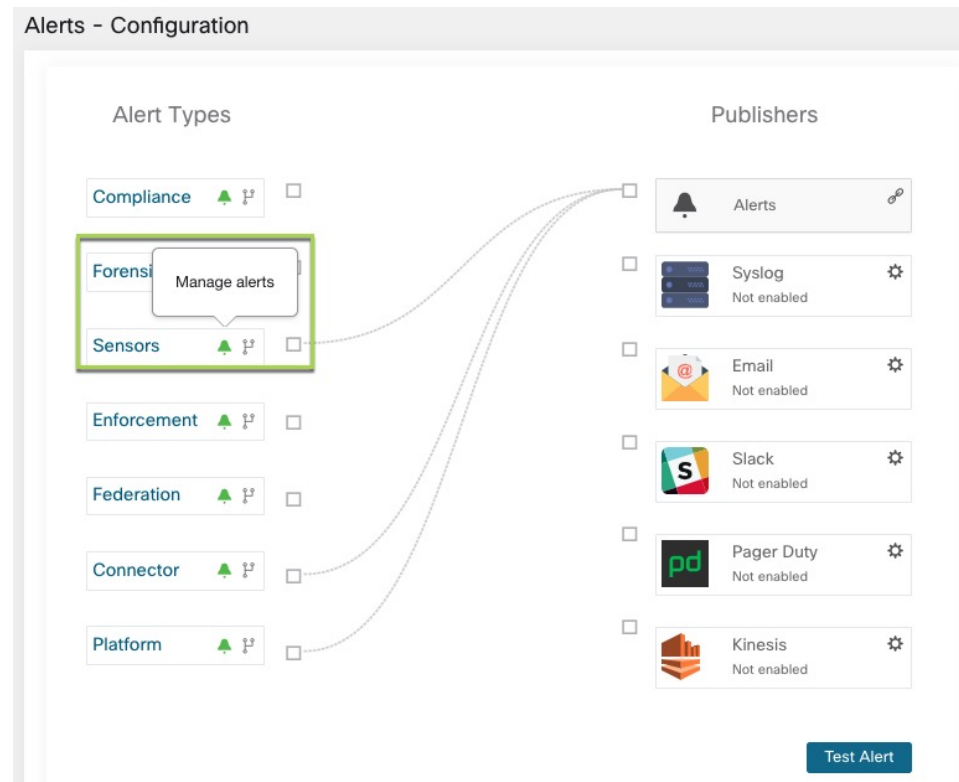 Alerts - Configuration
Alert Types
Publishers
Compliance
Alerts
Manage alerts
Syslog
Not enabled
Sensors
Email
Not enabled
Enforcement
Slack
Not enabled
Federation
Pager Duty
Not enabled
pd
Connector
Platform
Kinesis
Not enabled
Test Alert